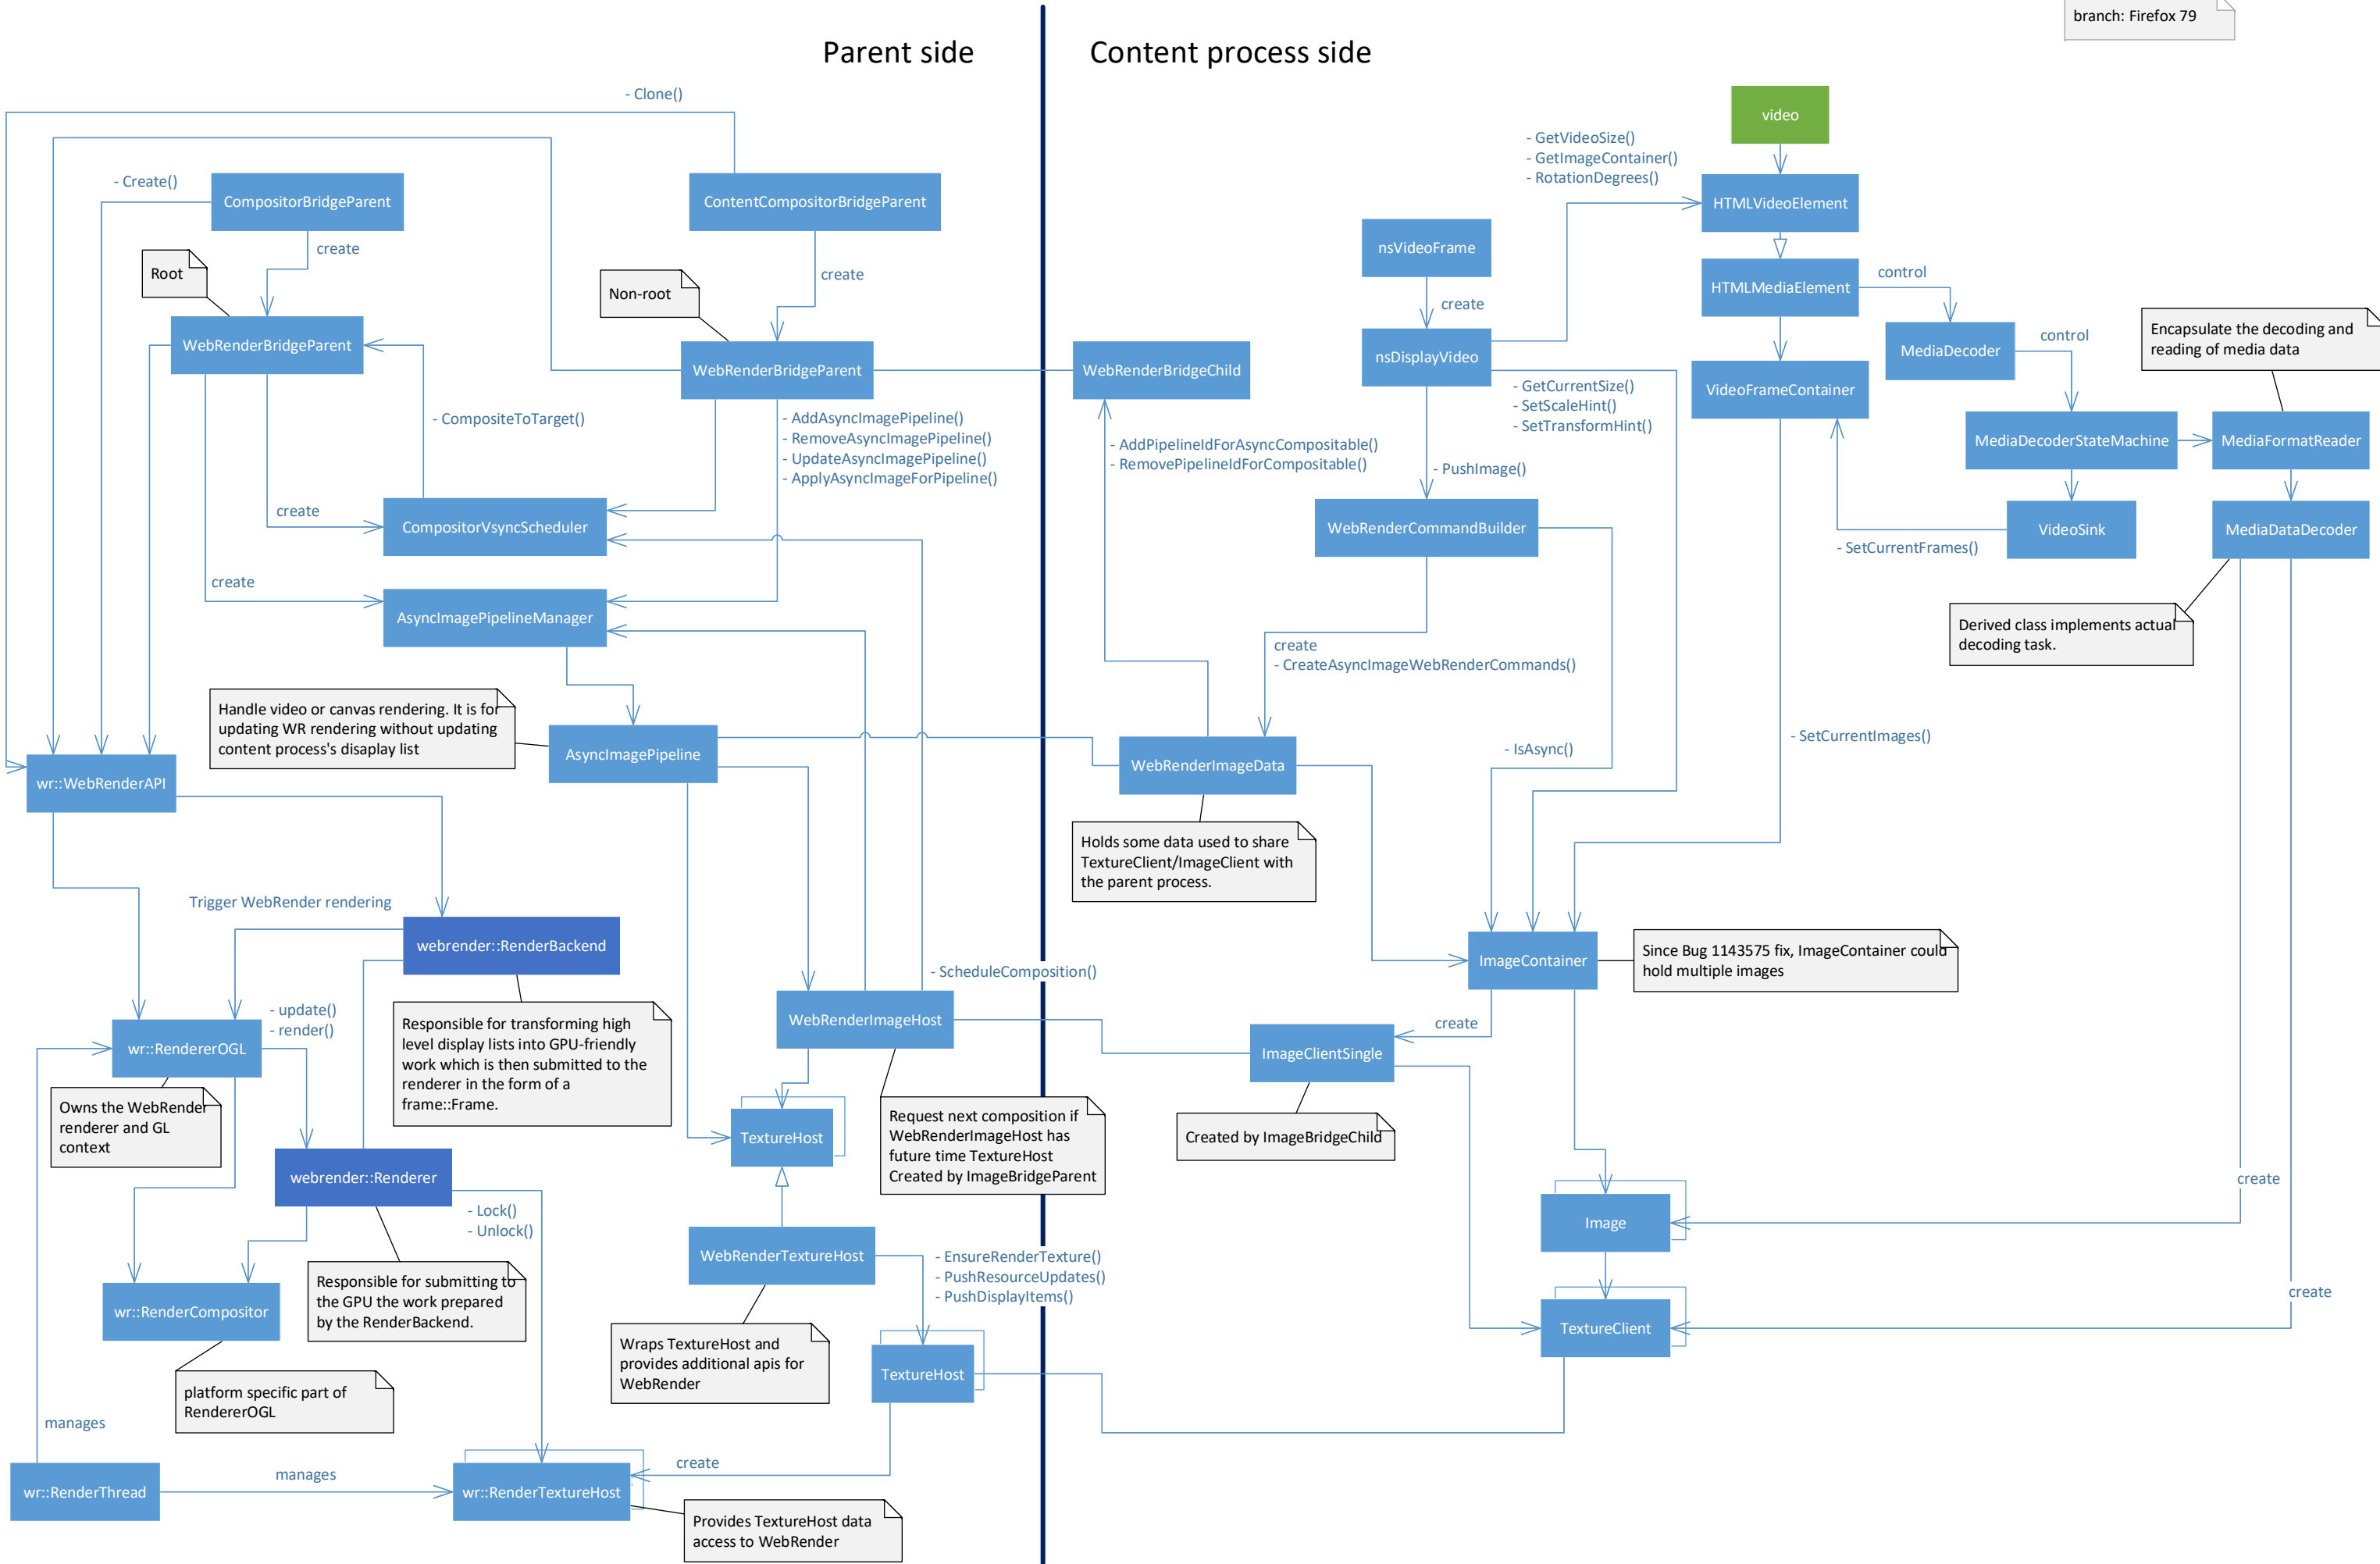 branch: Firefox 79
Parent side
Content process side
- Clone()
video
- GetVideoSize()
- GetImageContainer()
- RotationDegrees()
- Create()
CompositorBridgeParent
ContentCompositorBridgeParent
HTMLVideoElement
create
Root
create
Non-root
nsVideoFrame
create
HTMLMediaElement
control
WebRenderBridgeParent
WebRenderBridgeParent
WebRenderBridgeChild
nsDisplayVideo
MediaDecoder
control
Encapsulate the decoding and
reading of media data
VideoFrameContainer
- GetCurrentSize()
- SetScaleHint()
- SetTransformHint()
- CompositeToTarget()
- AddAsyncImagePipeline()
- RemoveAsyncImagePipeline()
- UpdateAsyncImagePipeline()
- ApplyAsyncImageForPipeline()
- AddPipelineIdForAsyncCompositable()
- RemovePipelineIdForCompositable()
- PushImage()
MediaDecoderStateMachine
MediaFormatReader
create
CompositorVsyncScheduler
WebRenderCommandBuilder
- SetCurrentFrames()
VideoSink
MediaDataDecoder
create
AsyncImagePipelineManager
Derived class implements actual
decoding task.
create
- CreateAsyncImageWebRenderCommands()
Handle video or canvas rendering. It is for
updating WR rendering without updating
content process's disaplay list
AsyncImagePipeline
WebRenderImageData
- IsAsync()
- SetCurrentImages()
wr::WebRenderAPI
Holds some data used to share
TextureClient/ImageClient with
the parent process.
Trigger WebRender rendering
webrender::RenderBackend
- ScheduleComposition()
ImageContainer
Since Bug 1143575 fix, ImageContainer could
hold multiple images
- update()
- render()
wr::RendererOGL
Responsible for transforming high
level display lists into GPU-friendly
work which is then submitted to the
renderer in the form of a
frame::Frame.
WebRenderImageHost
create
ImageClientSingle
Owns the WebRender
renderer and GL
context
TextureHost
Request next composition if
WebRenderImageHost has
future time TextureHost
Created by ImageBridgeParent
Created by ImageBridgeChild
webrender::Renderer
create
- Lock()
- Unlock()
Image
WebRenderTextureHost
- EnsureRenderTexture()
- PushResourceUpdates()
- PushDisplayItems()
wr::RenderCompositor
Responsible for submitting to
the GPU the work prepared
by the RenderBackend.
create
TextureClient
Wraps TextureHost and
provides additional apis for
WebRender
TextureHost
platform specific part of
RendererOGL
manages
create
wr::RenderThread
manages
wr::RenderTextureHost
Provides TextureHost data
access to WebRender